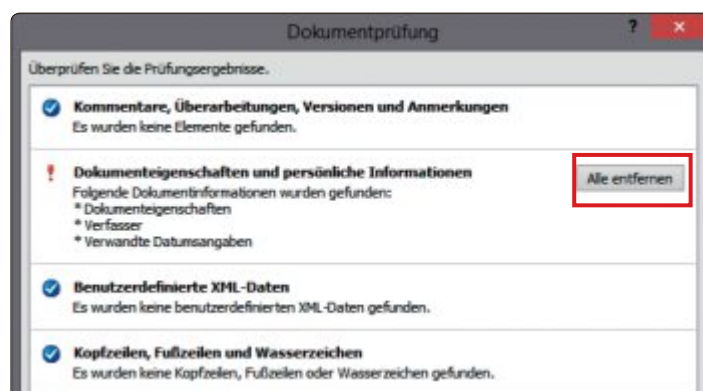 Dokumentprüfung
?
×
Überprüfen Sie die Prüfungsergebnisse.
Kommentare, Überarbeitungen, Versionen und Anmerkungen
Es wurden keine Elemente gefunden.
! Dokumenteigenschaften und persönliche Informationen
Alle entfernen
Folgende Dokumentinformationen wurden gefunden:
* Dokumenteigenschaften
* Verfasser
* Verwandte Datumsangaben
Benutzerdefinierte XML-Daten
Es wurden keine benutzerdefinierten XML-Daten gefunden.
Kopfzeilen, Fußzeilen und Wasserzeichen
Es wurden keine Kopfzeilen, Fußzeilen oder Wasserzeichen gefunden.